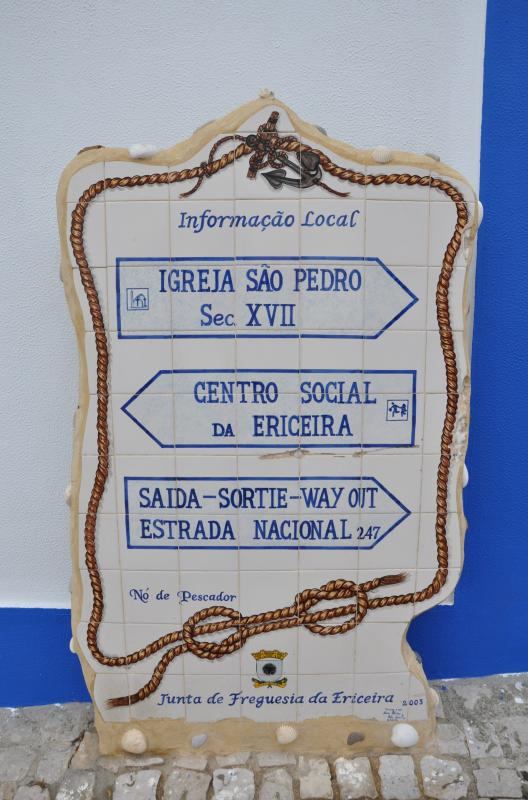 Informação Local
IGREJA SÃO PEDRO
Sec. XVII
CENTRO SOCIAL
DA ERICEIRA
SAIDA-SORTIE-WAY OUT
ESTRADA NACIONAL 247
Nó de Pescador
Junta de Freguesia da Ericeira 2003